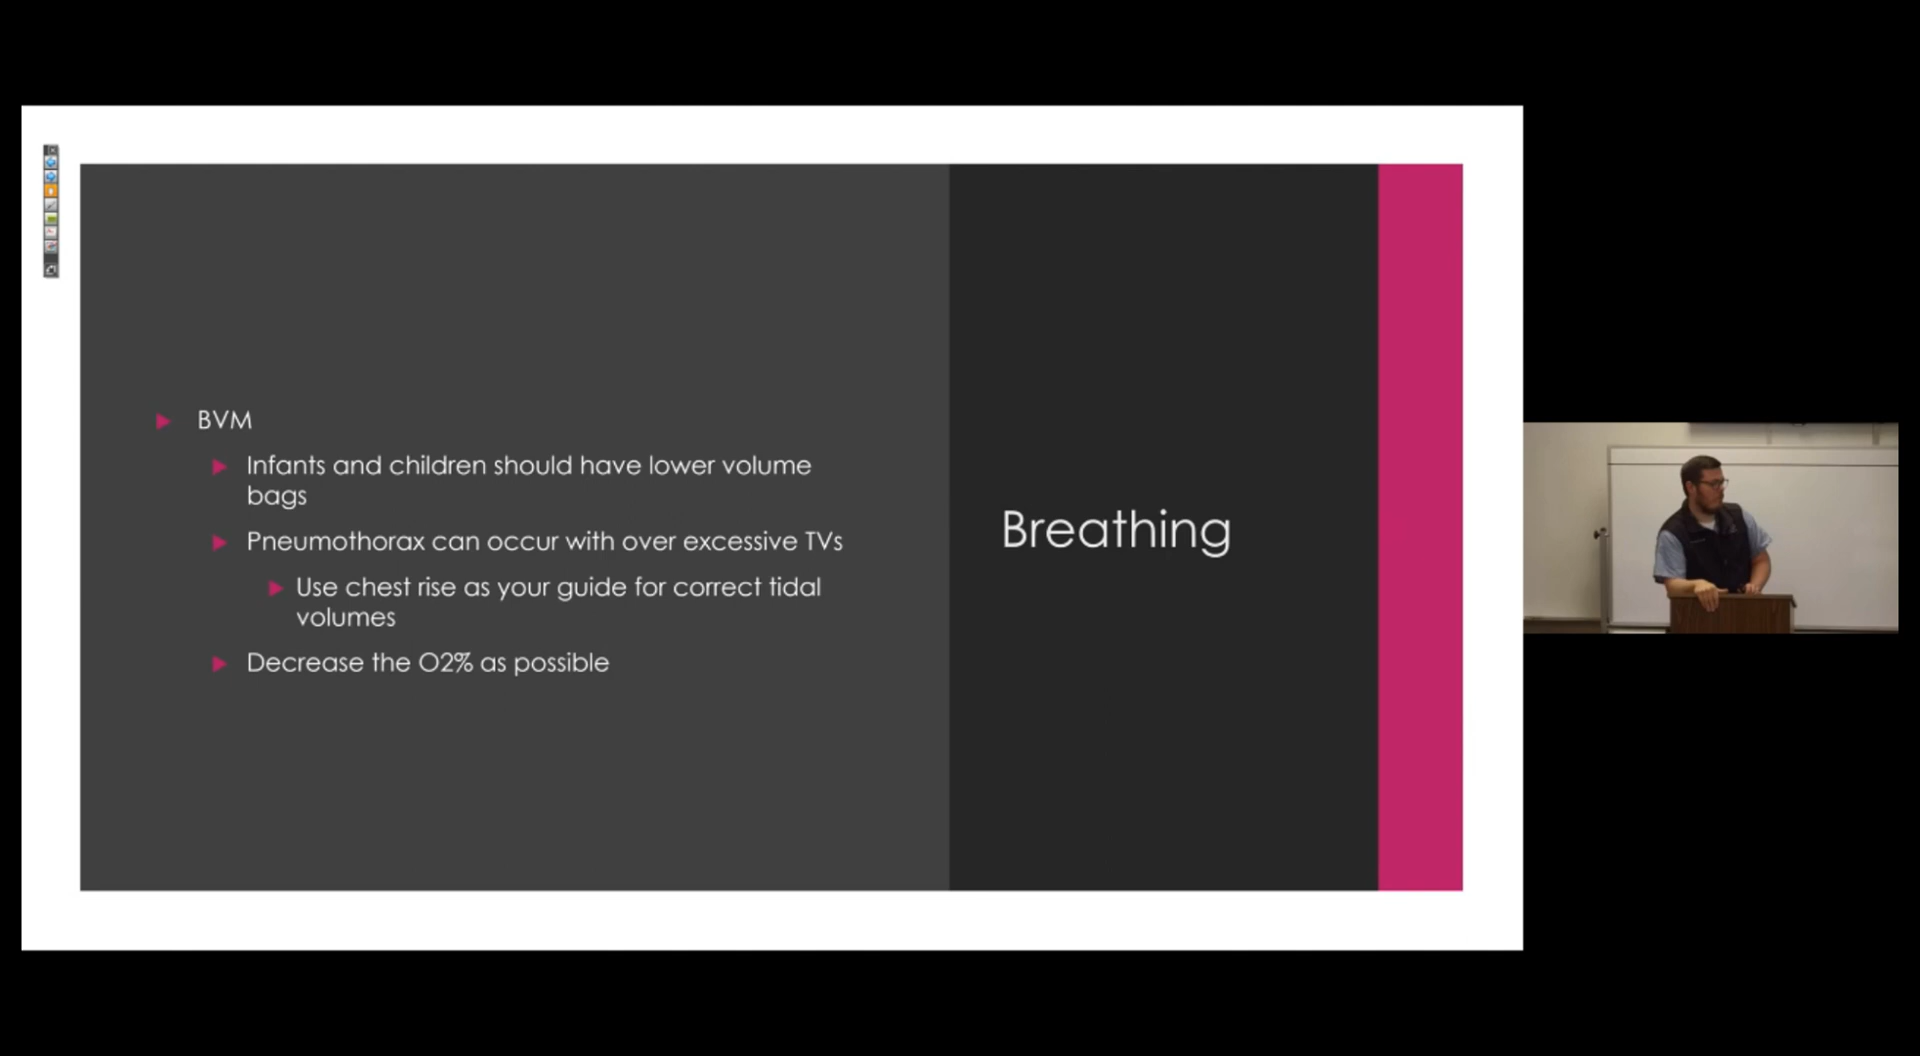 BVM
Infants and children should have lower volume
bags
Pneumothorax can occur with over excessive TVs
Use chest rise as your guide for correct tidal
volumes
Decrease the O2% as possible
Breathing